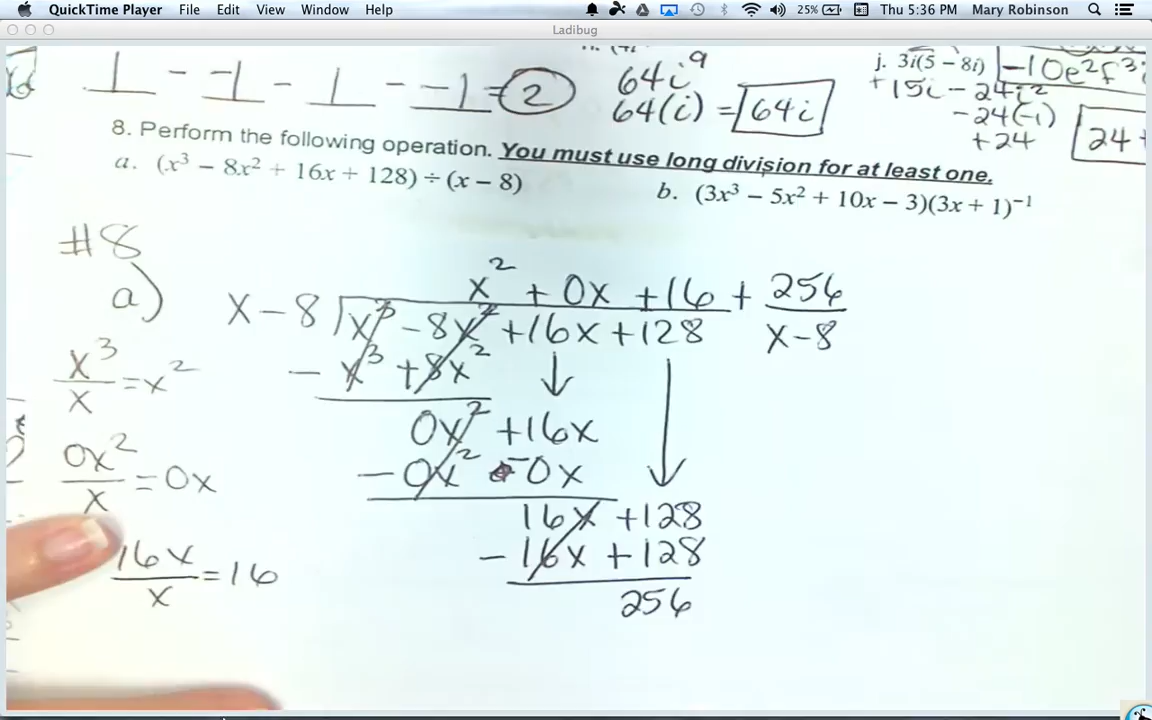 QuickTime Player File Edit View Window Help 25% Thu 5:36 PM Mary Robinson
Ladibug
1 - -1 - 1 - -1 = 2
64i⁹
64(i) = 64i
j. 3i(5 − 8i)
+15i − 24i²
−24(−1)
+24
24 +
−10e²f³i
8. Perform the following operation. You must use long division for at least one.
a. (x³ − 8x² + 16x + 128) ÷ (x − 8)
b. (3x³ − 5x² + 10x − 3)(3x + 1)⁻¹
#8
a)
x² + 0x + 16 + 256/(x−8)
x−8 x³ −8x² +16x +128
− x³ +8x²
0x² +16x
− 0x² −0x
16x +128
− 16x +128
256
x³/x = x²
0x²/x = 0x
16x/x = 16